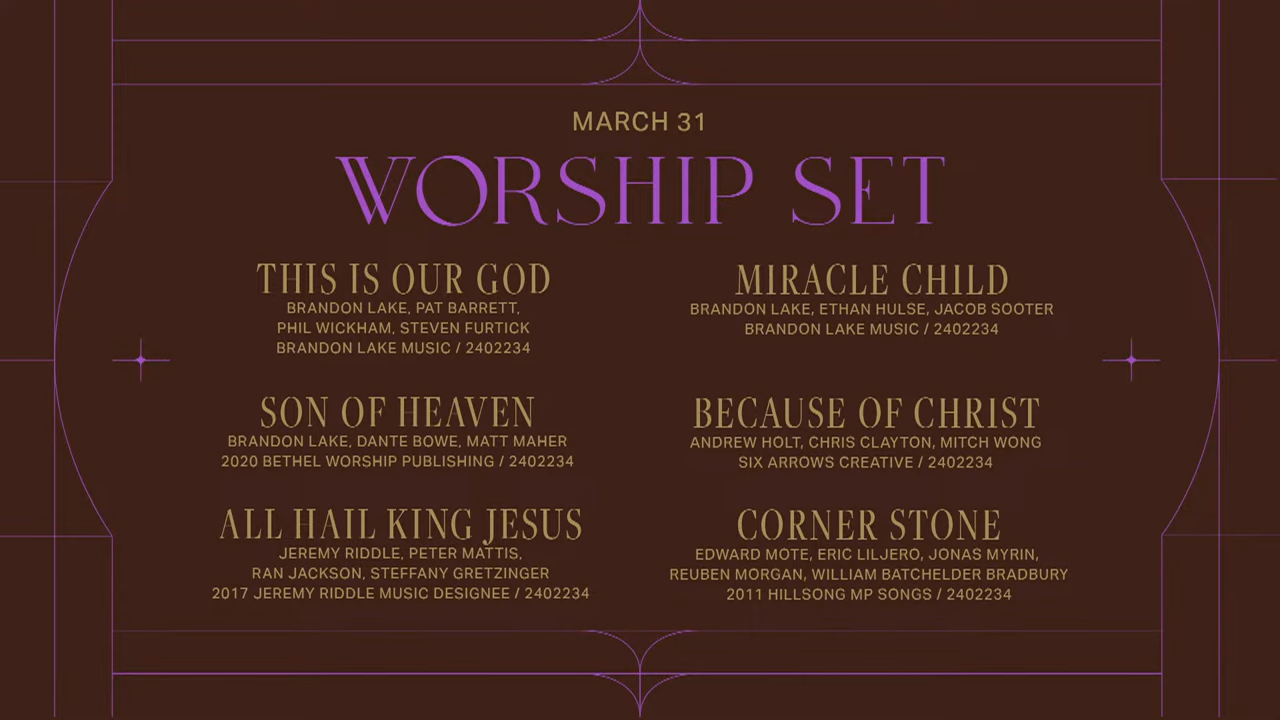 MARCH 31
WORSHIP SET
THIS IS OUR GOD
BRANDON LAKE, PAT BARRETT,
PHIL WICKHAM, STEVEN FURTICK
BRANDON LAKE MUSIC / 2402234
SON OF HEAVEN
BRANDON LAKE, DANTE BOWE, MATT MAHER
2020 BETHEL WORSHIP PUBLISHING / 2402234
ALL HAIL KING JESUS
JEREMY RIDDLE, PETER MATTIS,
RAN JACKSON, STEFFANY GRETZINGER
2017 JEREMY RIDDLE MUSIC DESIGNEE / 2402234
MIRACLE CHILD
BRANDON LAKE, ETHAN HULSE, JACOB SOOTER
BRANDON LAKE MUSIC / 2402234
BECAUSE OF CHRIST
ANDREW HOLT, CHRIS CLAYTON, MITCH WONG
SIX ARROWS CREATIVE / 2402234
CORNER STONE
EDWARD MOTE, ERIC LILJERO, JONAS MYRIN,
REUBEN MORGAN, WILLIAM BATCHELDER BRADBURY
2011 HILLSONG MP SONGS / 2402234